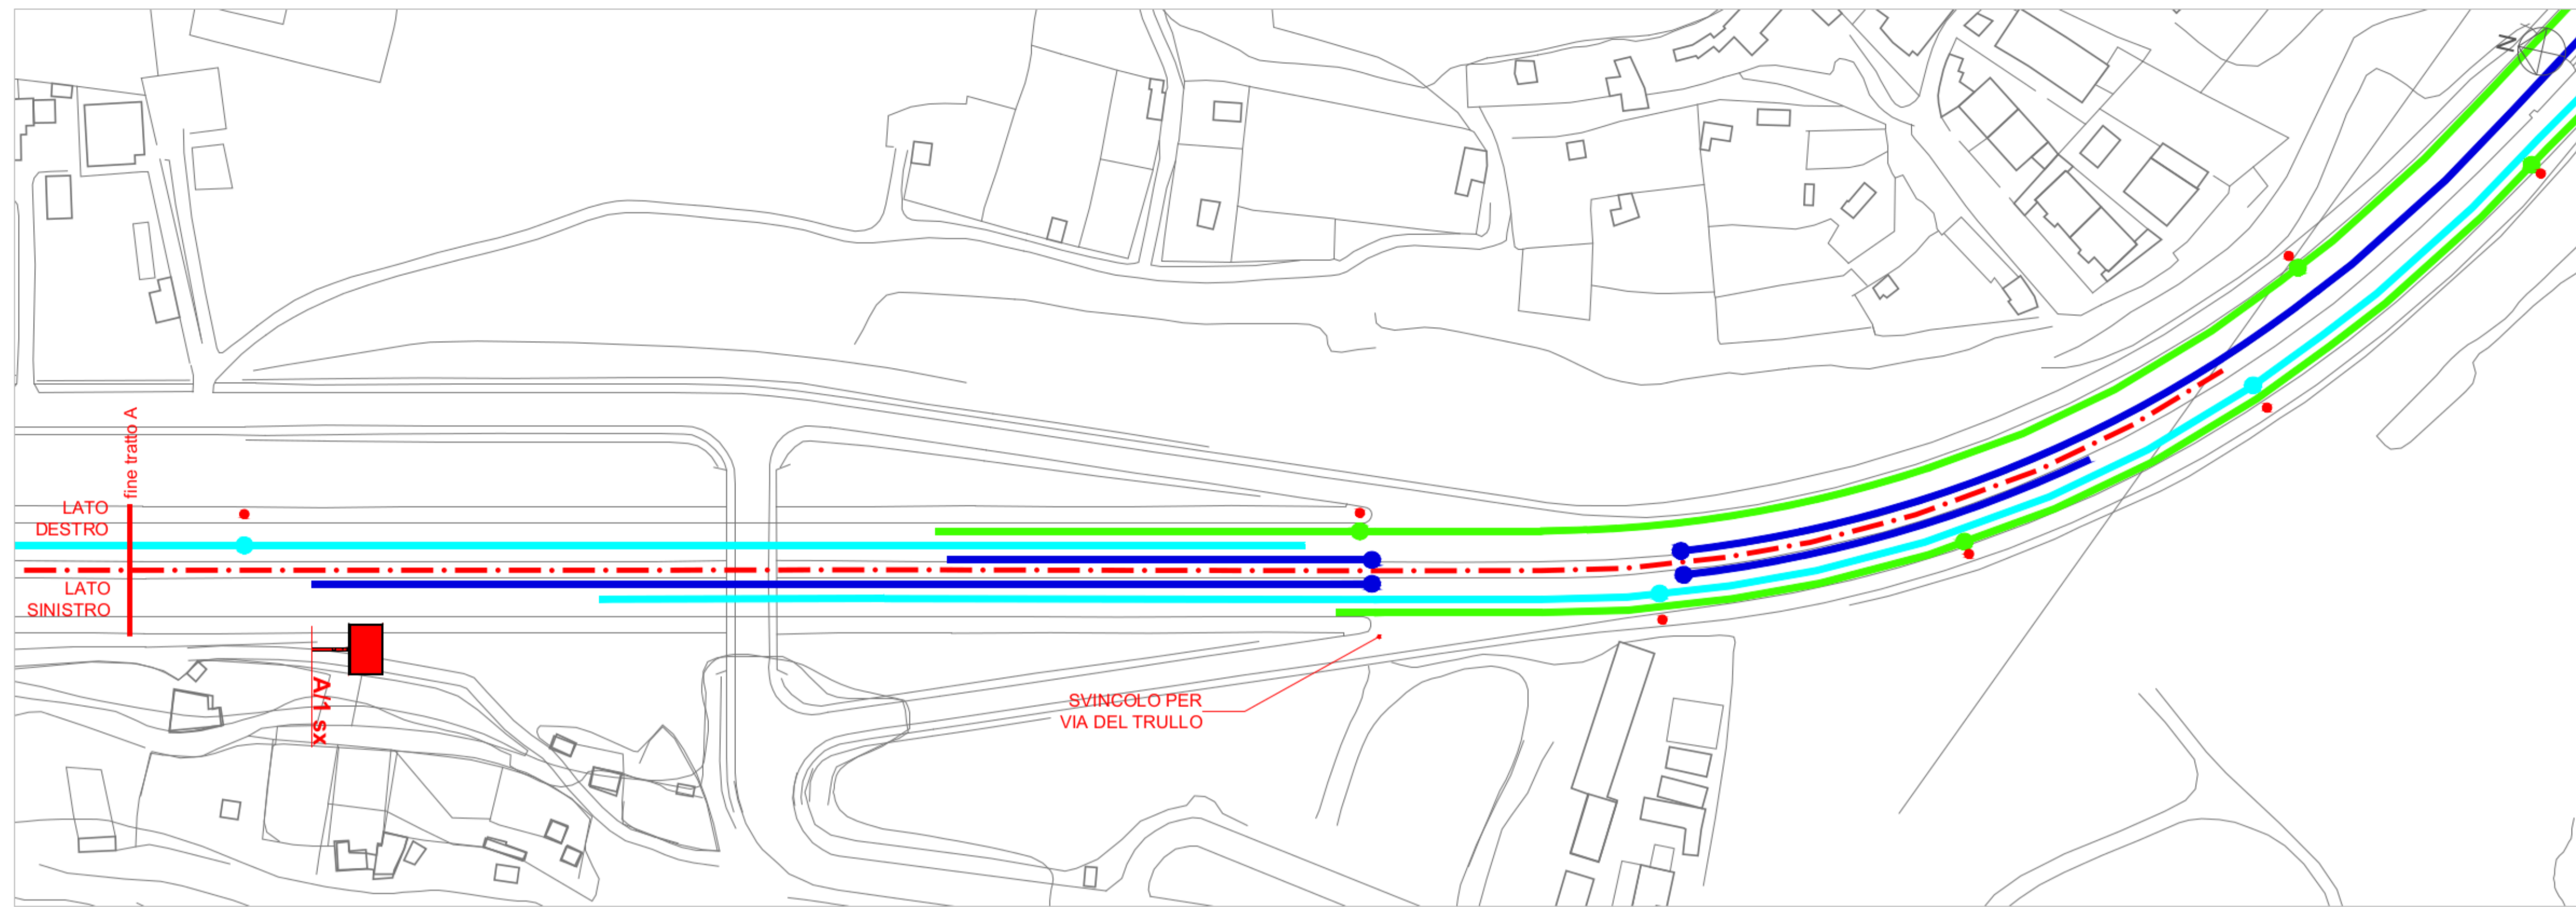 N
fine tratto A
LATO
DESTRO
LATO
SINISTRO
A/1 sx
SVINCOLO PER
VIA DEL TRULLO